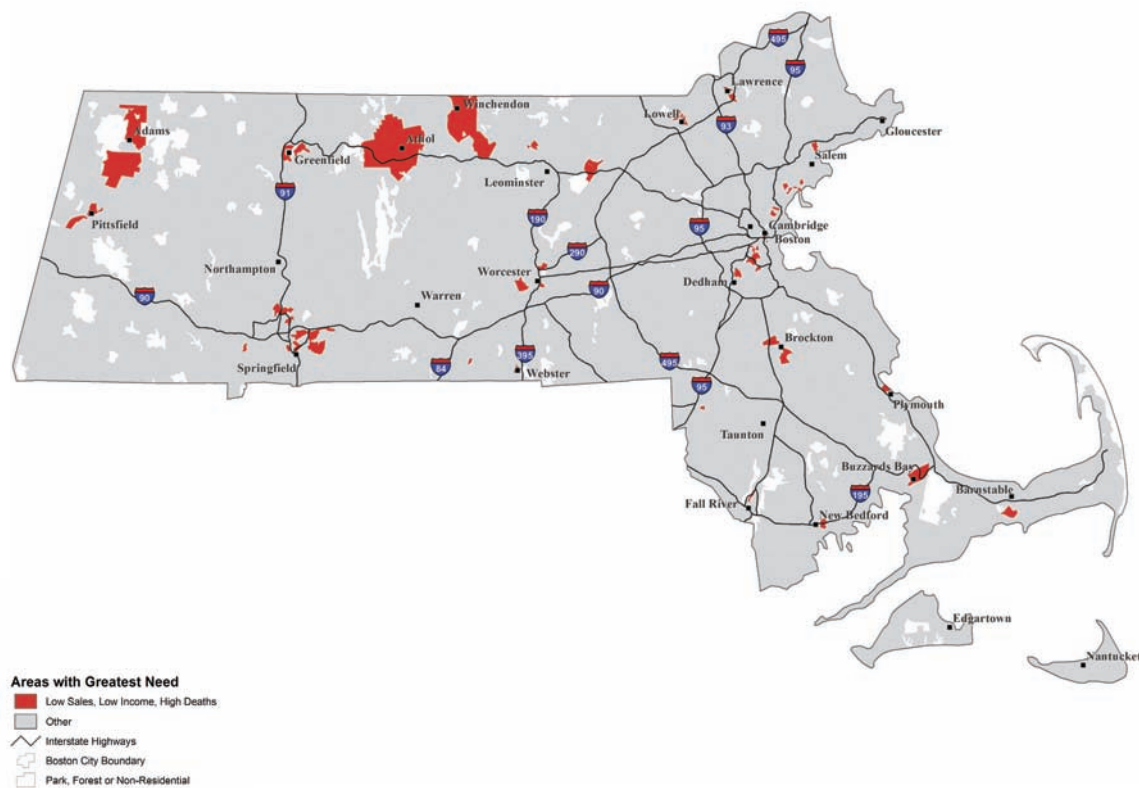 495
95
Lawrence
Lowell
93
Gloucester
Winchendon
Adams
Athol
Greenfield
Salem
Leominster
91
190
Pittsfield
95
Cambridge
Boston
290
Northampton
Worcester
Dedham
90
90
Warren
Brockton
Springfield
84
395
Webster
495
95
Plymouth
Taunton
Buzzards Bay
195
Barnstable
Fall River
New Bedford
Edgartown
Nantucket
Areas with Greatest Need
Low Sales, Low Income, High Deaths
Other
Interstate Highways
Boston City Boundary
Park, Forest or Non-Residential